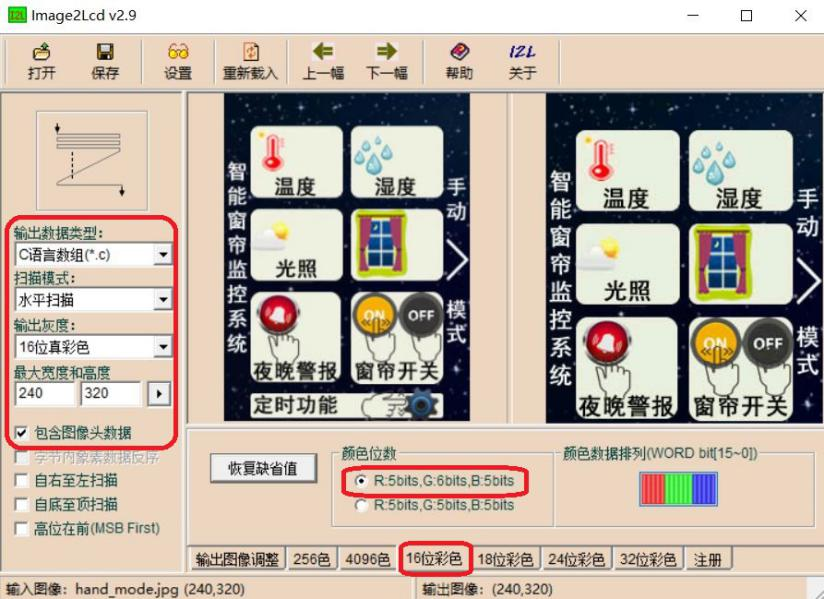 Image2Lcd v2.9
打开 保存 设置 重新载入 上一幅 下一幅 帮助 I2L 关于
输出数据类型:
C语言数组(*.c)
扫描模式:
水平扫描
输出灰度:
16位真彩色
最大宽度和高度
240 320
包含图像头数据
字节内象素数据反序
自右至左扫描
自底至顶扫描
高位在前(MSB First)
智能窗帘监控系统
温度 湿度
光照
ON OFF
夜晚警报 窗帘开关
定时功能
手动
模式
智能窗帘监控系统
温度 湿度
光照
ON OFF
夜晚警报 窗帘开关
手动
模式
恢复缺省值
颜色位数
R:5bits,G:6bits,B:5bits
R:5bits,G:5bits,B:5bits
颜色数据排列(WORD bit[15~0])
输出图像调整 256色 4096色 16位彩色 18位彩色 24位彩色 32位彩色 注册
输入图像: hand_mode.jpg (240,320)
输出图像: (240,320)